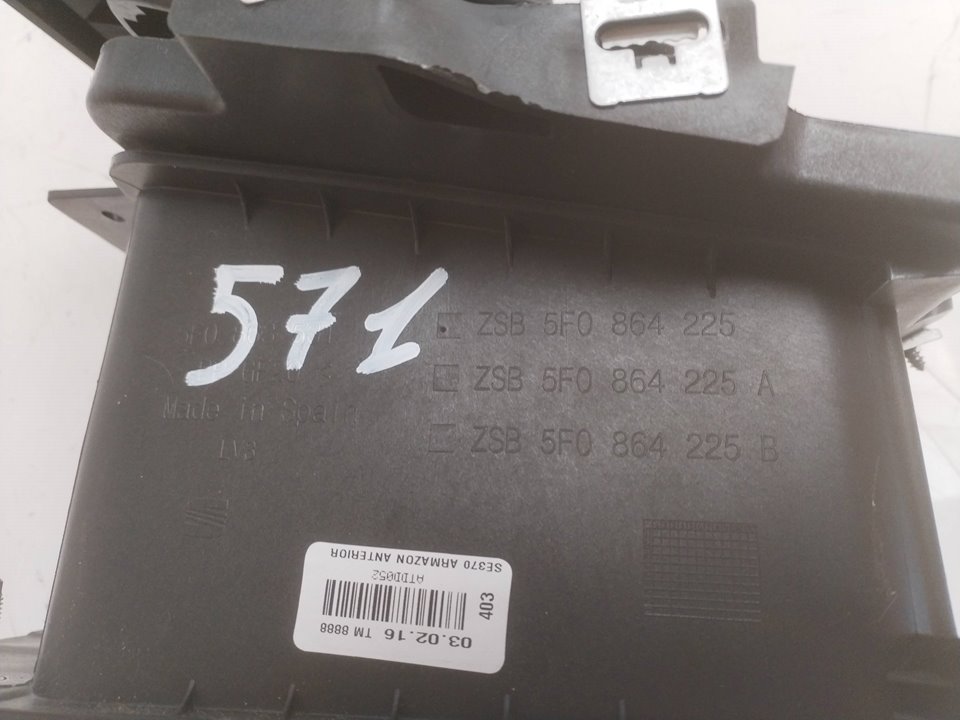 571
ZSB 5F0 864 225
ZSB 5F0 864 225 A
ZSB 5F0 864 225 B
Made in Spain
SE370 ARMAZON ANTERIOR
ATDD052
403
03.02.16 TM 8888